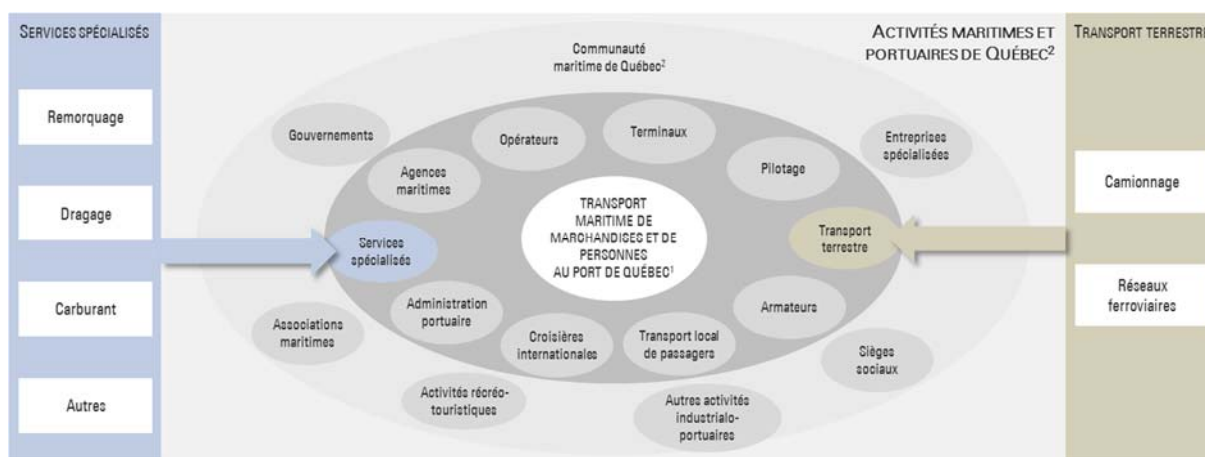 SERVICES SPÉCIALISÉS
Remorquage
Dragage
Carburant
Autres
Communauté
maritime de Québec²
ACTIVITÉS MARITIMES ET
PORTUAIRES DE QUÉBEC²
Gouvernements
Opérateurs
Terminaux
Entreprises
spécialisées
Agences
maritimes
Pilotage
TRANSPORT
MARITIME DE
MARCHANDISES ET DE
PERSONNES
AU PORT DE QUÉBEC¹
Services
spécialisés
Transport
terrestre
Administration
portuaire
Armateurs
Associations
maritimes
Croisières
internationales
Transport local
de passagers
Sièges
sociaux
Activités récréo-
touristiques
Autres activités
industrialo-
portuaires
TRANSPORT TERRESTRE
Camionnage
Réseaux
ferroviaires